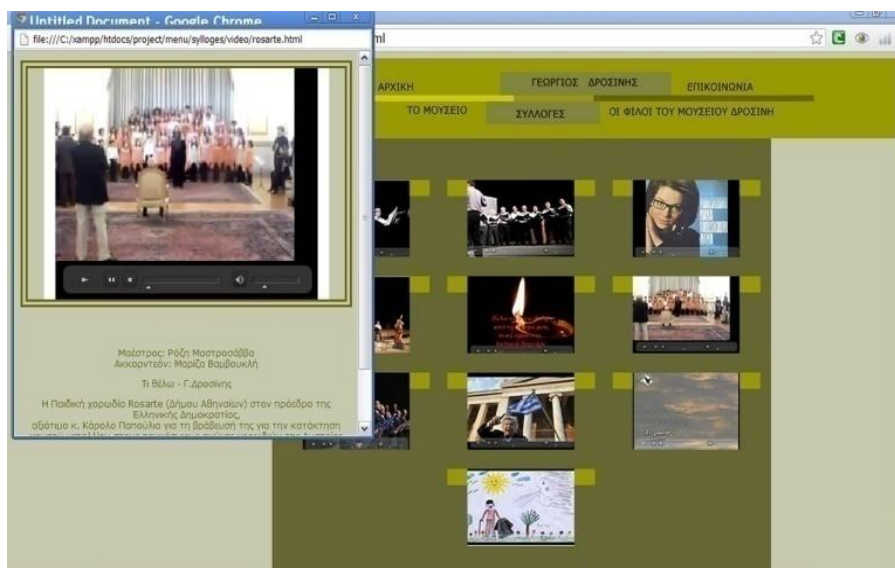 Untitled Document - Google Chrome
file:///C:/xampp/htdocs/project/menu/sylloges/video/rosarte.html
Μαέστρος: Ρόζη Μαστροσάββα
Ακκορντεόν: Μαρίζα Βαμβουκλή
Τι θέλω - Γ.Δροσίνης
Η Παιδική χορωδία Rosarte (Δήμου Αθηναίων) στον πρόεδρο της
Ελληνικής Δημοκρατίας,
αξιότιμο κ. Κάρολο Παπούλια για τη βράβευσή της για την κατάκτηση
ml
ΑΡΧΙΚΗ
ΓΕΩΡΓΙΟΣ ΔΡΟΣΙΝΗΣ
ΕΠΙΚΟΙΝΩΝΙΑ
ΤΟ ΜΟΥΣΕΙΟ
ΣΥΛΛΟΓΕΣ
ΟΙ ΦΙΛΟΙ ΤΟΥ ΜΟΥΣΕΙΟΥ ΔΡΟΣΙΝΗ